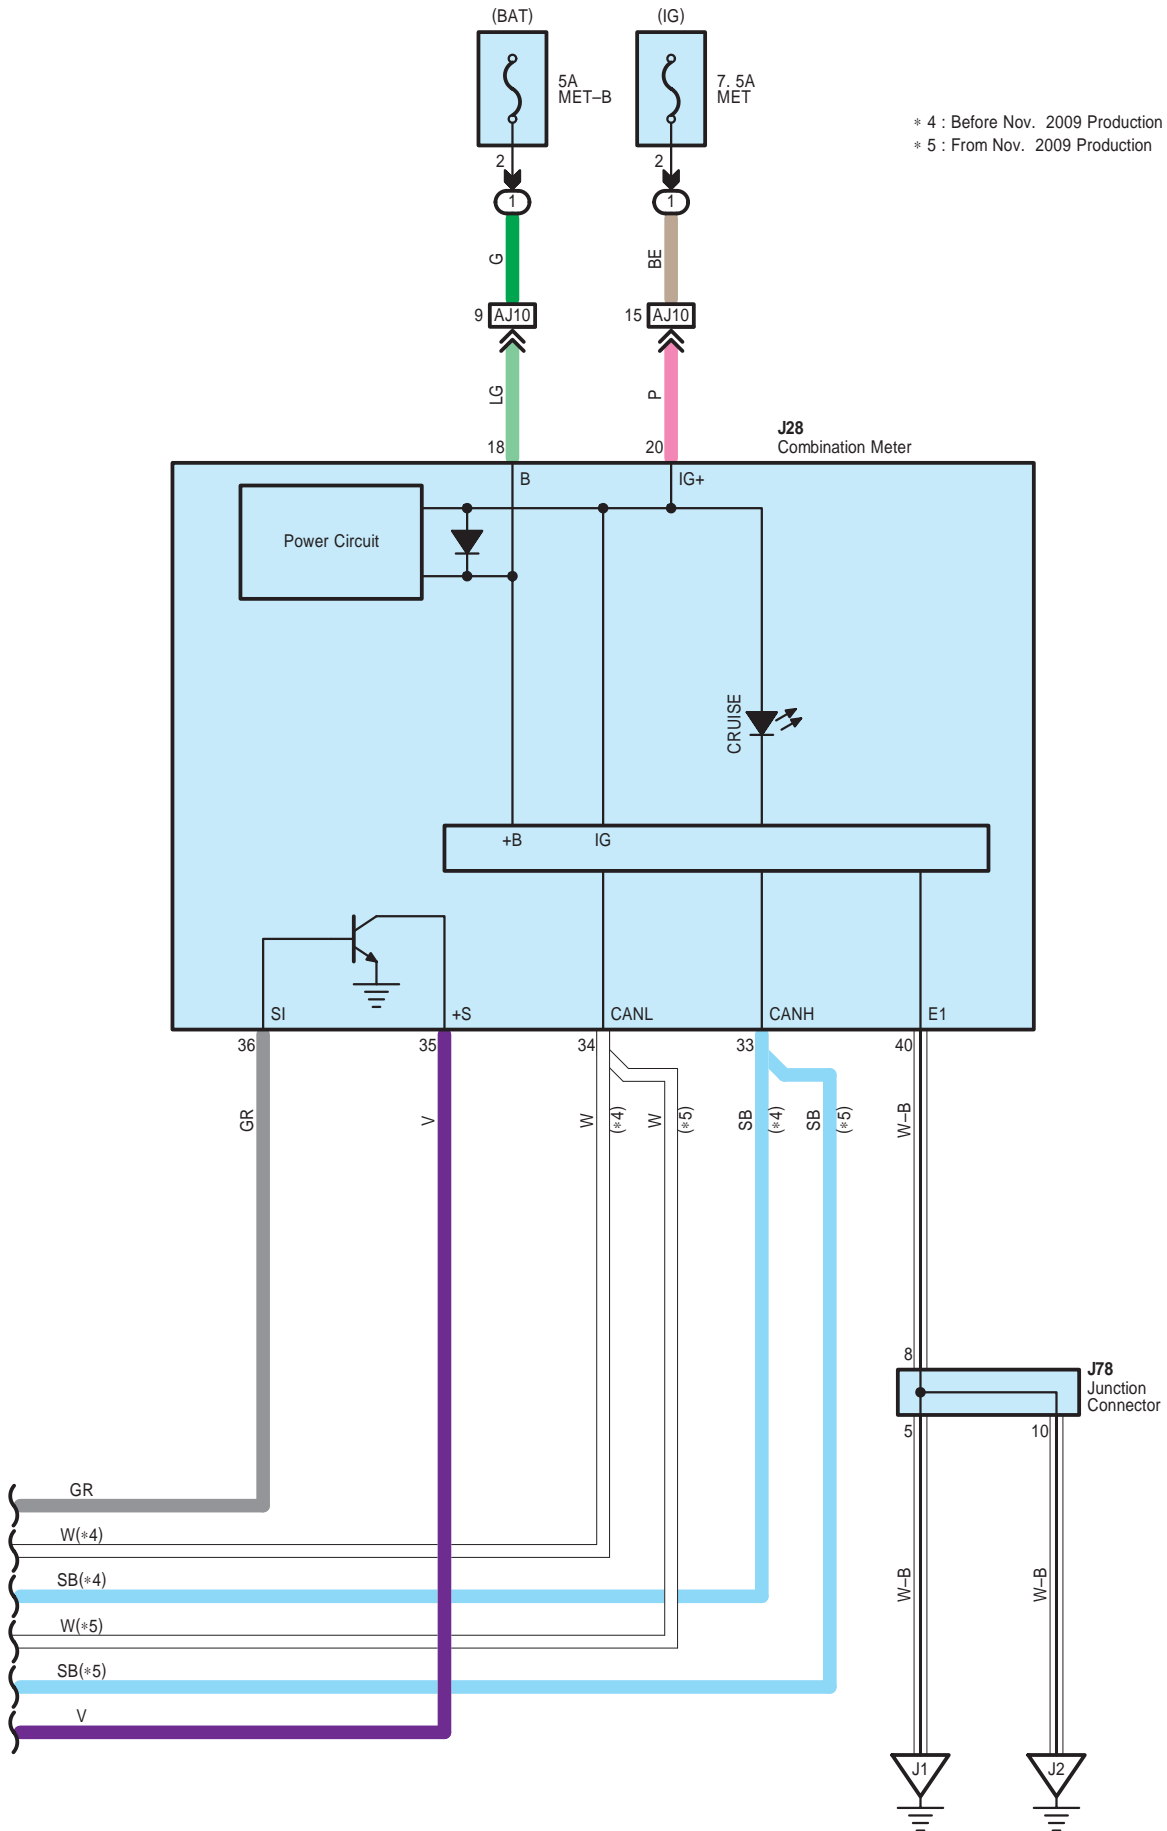 (BAT)
(IG)
5A
MET–B
7. 5A
MET
* 4 : Before Nov. 2009 Production
* 5 : From Nov. 2009 Production
2
2
1
1
G
BE
9 AJ10
15 AJ10
LG
P
J28
Combination Meter
18
20
B
IG+
Power Circuit
CRUISE
+B
IG
SI
+S
CANL
CANH
E1
36
35
34
33
40
GR
V
W
(*4)
W
(*5)
SB
(*4)
SB
(*5)
W–B
8
J78
Junction
Connector
5
10
GR
W(*4)
SB(*4)
W(*5)
SB(*5)
V
W–B
W–B
J1
J2